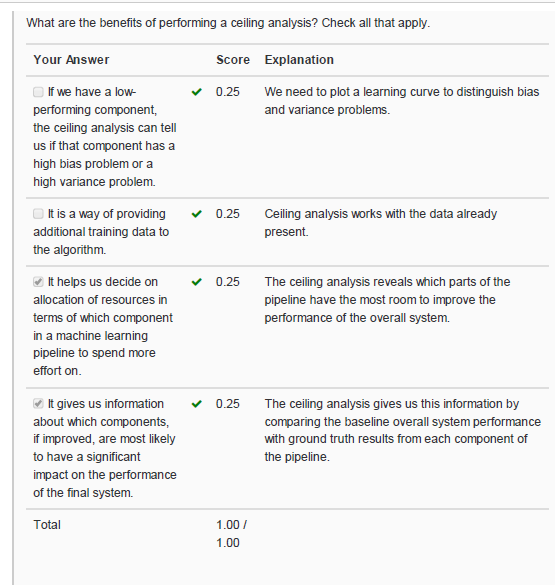 What are the benefits of performing a ceiling analysis? Check all that apply.
Your Answer Score Explanation
If we have a low-
performing component,
the ceiling analysis can tell
us if that component has a
high bias problem or a
high variance problem.
0.25
We need to plot a learning curve to distinguish bias
and variance problems.
It is a way of providing
additional training data to
the algorithm.
0.25
Ceiling analysis works with the data already
present.
It helps us decide on
allocation of resources in
terms of which component
in a machine learning
pipeline to spend more
effort on.
0.25
The ceiling analysis reveals which parts of the
pipeline have the most room to improve the
performance of the overall system.
It gives us information
about which components,
if improved, are most likely
to have a significant
impact on the performance
of the final system.
0.25
The ceiling analysis gives us this information by
comparing the baseline overall system performance
with ground truth results from each component of
the pipeline.
Total
1.00 /
1.00